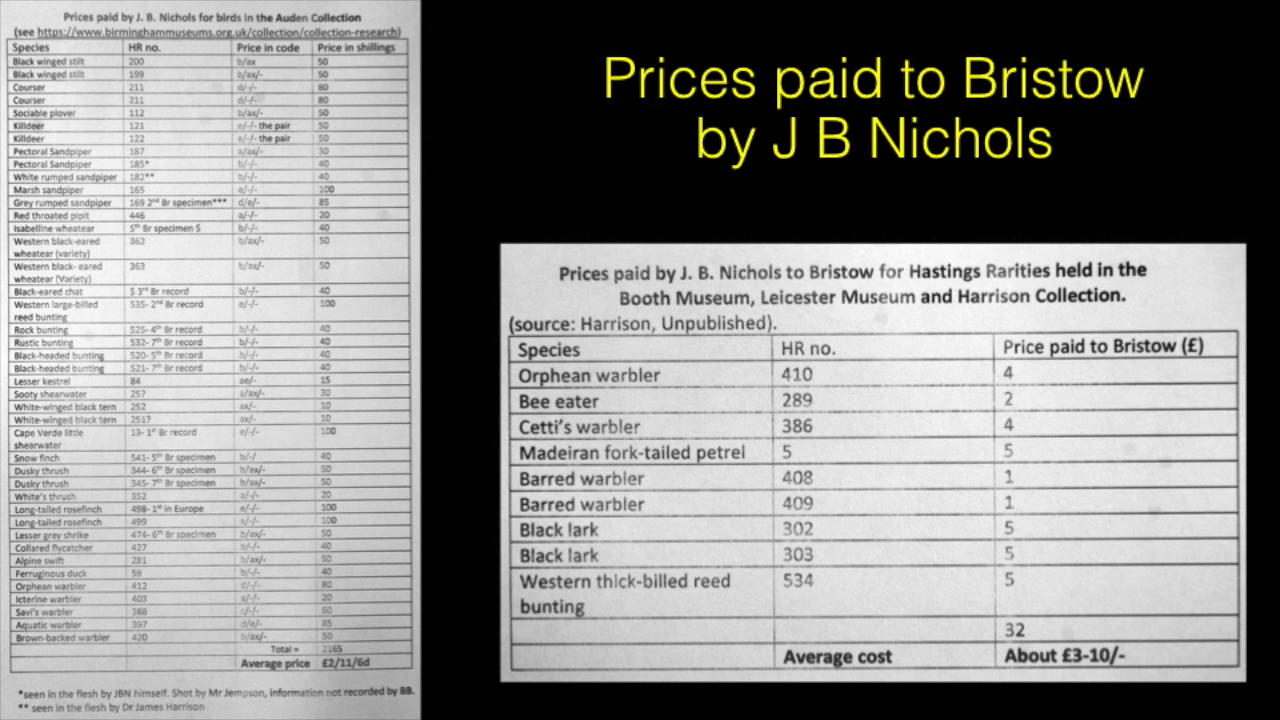 Prices paid by J. B. Nichols for birds in the Auden Collection
(see https://www.birminghammuseums.org.uk/collection/collection-research)
Species HR no. Price in code Price in shillings
Black winged stilt 200 b/ax 50
Black winged stilt 199 b/ax/- 50
Courser 211 d/-/- 80
Courser 211 d/-/- 80
Sociable plover 112 b/ax/- 50
Killdeer 121 e/-/- the pair 50
Killdeer 122 e/-/- the pair 50
Pectoral Sandpiper 187 a/ax/- 30
Pectoral Sandpiper 185* b/-/- 40
White rumped sandpiper 182** b/-/- 40
Marsh sandpiper 165 e/-/- 100
Grey rumped sandpiper 169 2nd Br specimen*** d/e/- 85
Red throated pipit 446 a/-/- 20
Isabelline wheatear 5th Br specimen $ b/-/- 40
Western black-eared 362 b/ax/- 50
wheatear (variety)
Western black- eared 363 b/ax/- 50
wheatear (Variety)
Black-eared chat $ 3rd Br record b/-/- 40
Western large-billed 535- 2nd Br record e/-/- 100
reed bunting
Rock bunting 525- 4th Br record b/-/- 40
Rustic bunting 532- 7th Br record b/-/- 40
Black-headed bunting 520- 5th Br record b/-/- 40
Black-headed bunting 521- 7th Br record b/-/- 40
Lesser kestrel 84 ae/- 15
Sooty shearwater 25? a/ax/- 30
White-winged black tern 252 ax/- 10
White-winged black tern 251? ax/- 10
Cape Verde little 13- 1st Br record e/-/- 100
shearwater
Snow finch 541- 5th Br specimen b/-/ 40
Dusky thrush 344- 6th Br specimen b/ax/- 50
Dusky thrush 345- 7th Br specimen b/ax/- 50
White's thrush 352 a/-/- 20
Long-tailed rosefinch 498- 1st in Europe e/-/- 100
Long-tailed rosefinch 499 e/-/- 100
Lesser grey shrike 474- 6th Br specimen b/ax/- 50
Collared flycatcher 427 b/-/- 40
Alpine swift 281 b/ax/- 50
Ferruginous duck 59 b/-/- 40
Orphean warbler 412 d/-/- 80
Icterine warbler 403 a/-/- 20
Savi's warbler 388 c/-/- 60
Aquatic warbler 397 d/e/- 85
Brown-backed warbler 420 b/ax/- 50
Total = 2165
Average price £2/11/6d
*seen in the flesh by JBN himself. Shot by Mr Jempson, information not recorded by BB.
** seen in the flesh by Dr James Harrison
Prices paid to Bristow
by J B Nichols
Prices paid by J. B. Nichols to Bristow for Hastings Rarities held in the
Booth Museum, Leicester Museum and Harrison Collection.
(source: Harrison, Unpublished).
Species HR no. Price paid to Bristow (£)
Orphean warbler 410 4
Bee eater 289 2
Cetti's warbler 386 4
Madeiran fork-tailed petrel 5 5
Barred warbler 408 1
Barred warbler 409 1
Black lark 302 5
Black lark 303 5
Western thick-billed reed 534 5
bunting
32
Average cost About £3-10/-